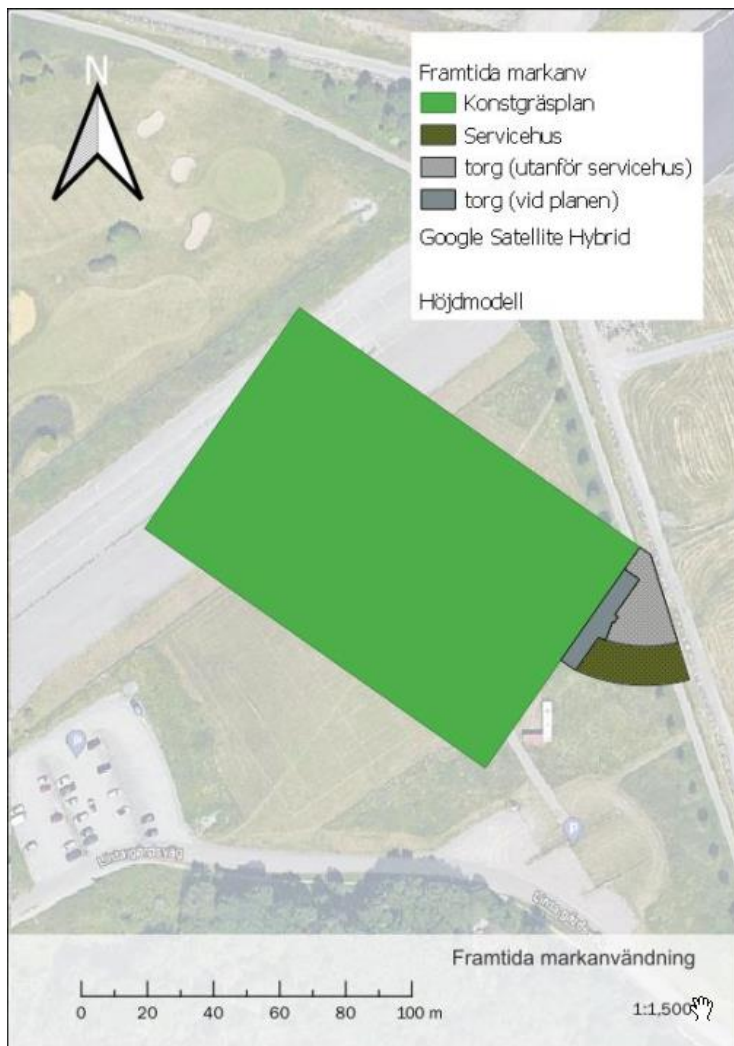 N
Framtida markanv
Konstgräsplan
Servicehus
torg (utanför servicehus)
torg (vid planen)
Google Satellite Hybrid
Höjdmodell
P
P
Framtida markanvändning
0 20 40 60 80 100 m
1:1,500